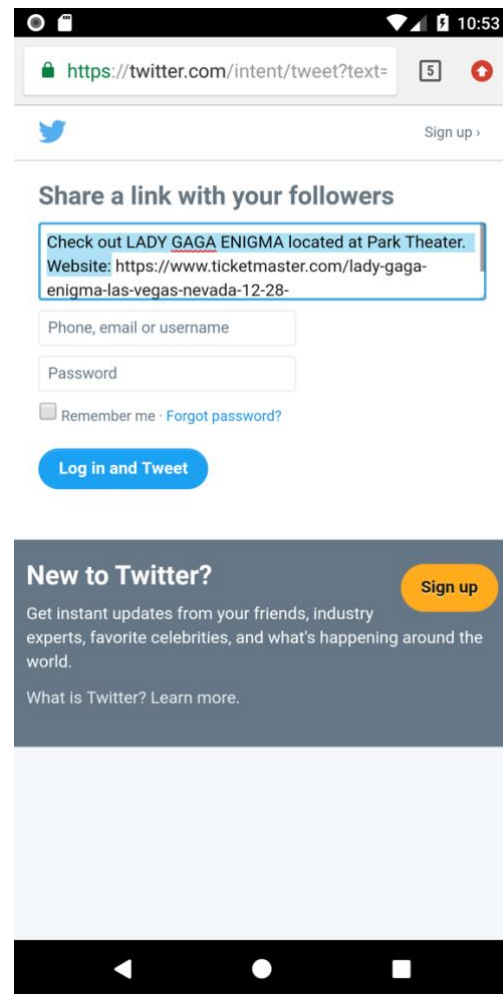 10:53
https://twitter.com/intent/tweet?text=
5
Sign up ›
Share a link with your followers
Check out LADY GAGA ENIGMA located at Park Theater.
Website: https://www.ticketmaster.com/lady-gaga-
enigma-las-vegas-nevada-12-28-
Phone, email or username
Password
Remember me · Forgot password?
Log in and Tweet
New to Twitter?
Sign up
Get instant updates from your friends, industry
experts, favorite celebrities, and what's happening around the
world.
What is Twitter? Learn more.